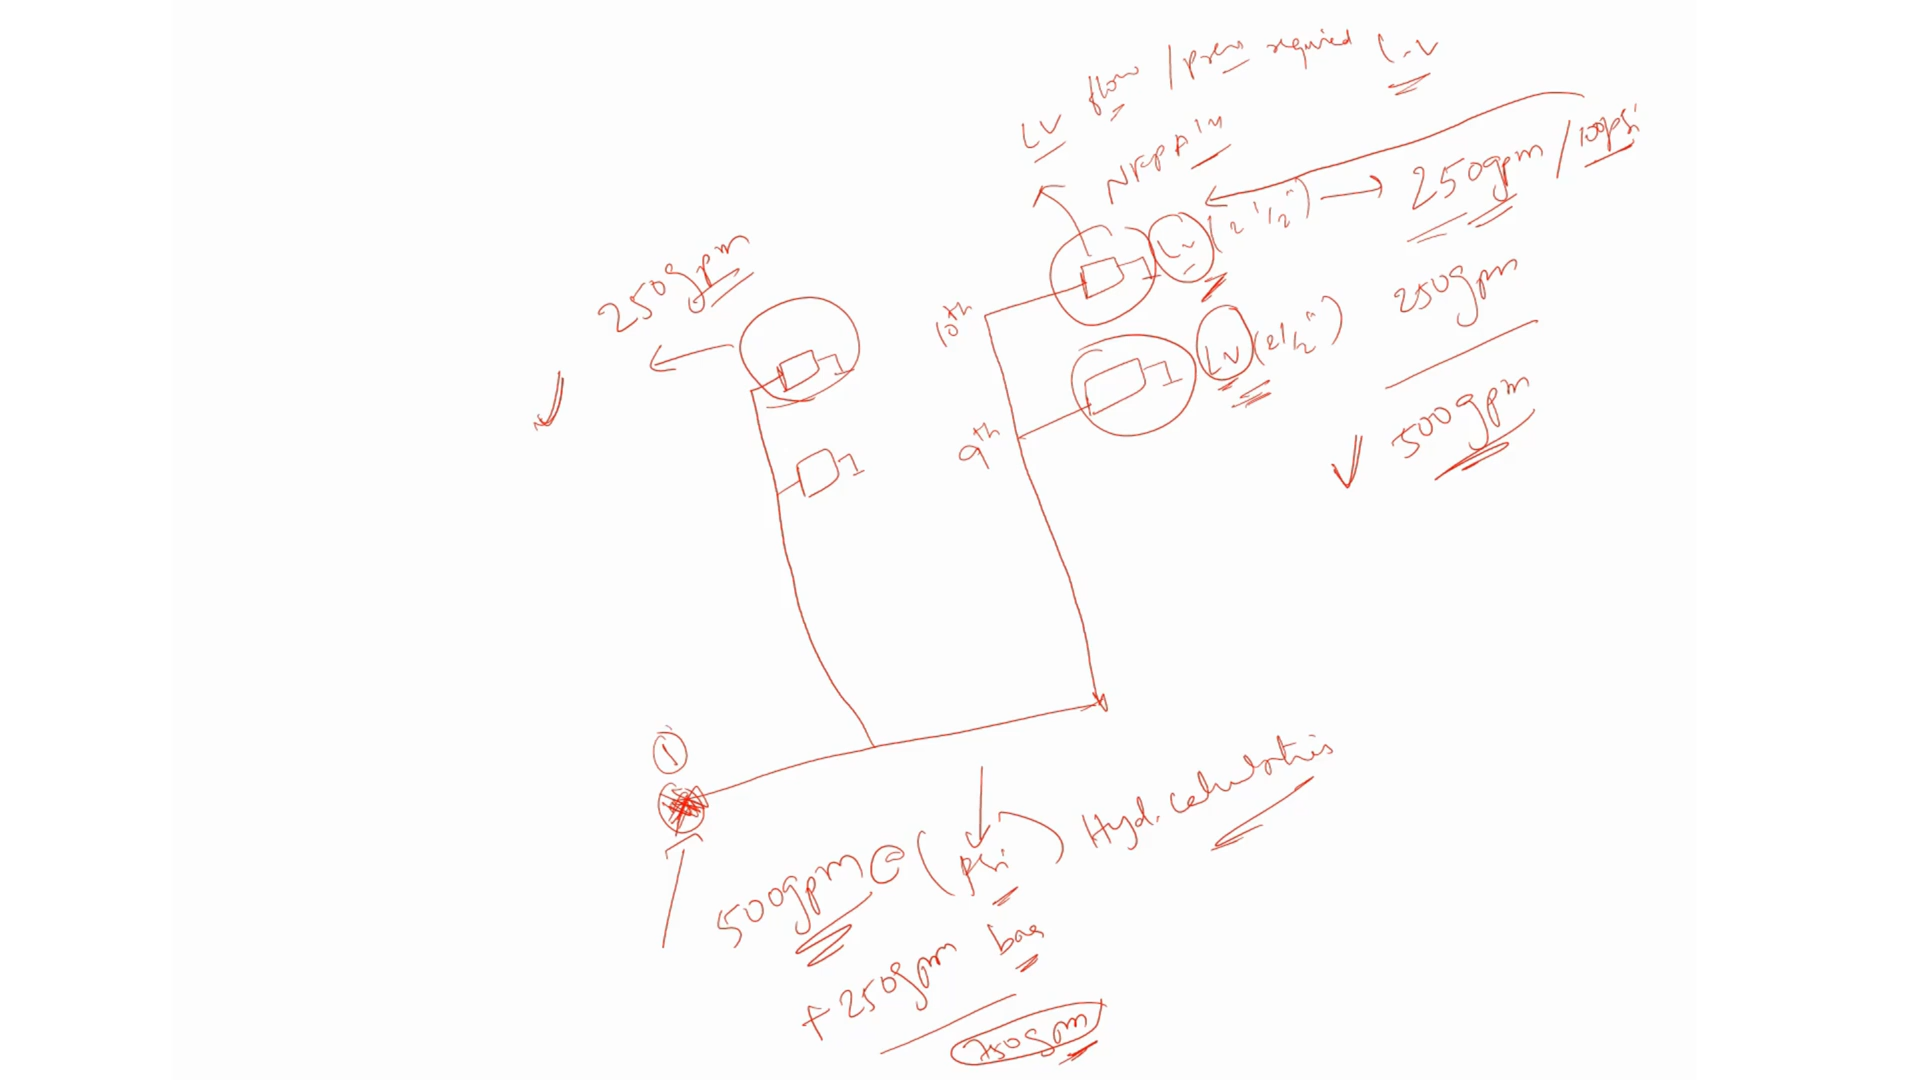 LV flow / press required LV
NFPA 14
LV (2 1/2") → 250gpm / 100psi
10th
LV (2 1/2") 250gpm
9th
500gpm
250gpm
1
500gpm @ (psi) Hyd. calculations
bar
+ 250gpm
750gpm